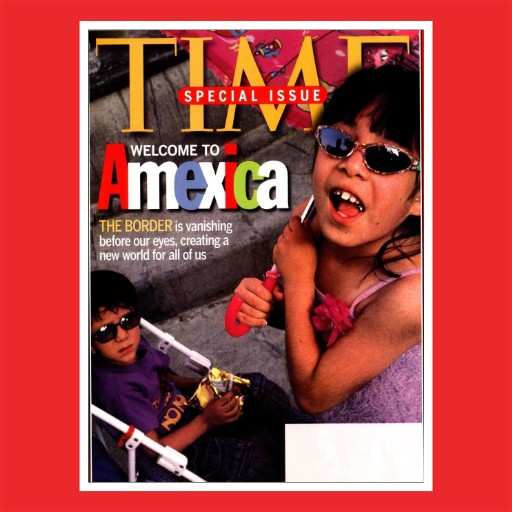 TIME
SPECIAL ISSUE
WELCOME TO
Amexica
THE BORDER is vanishing
before our eyes, creating a
new world for all of us